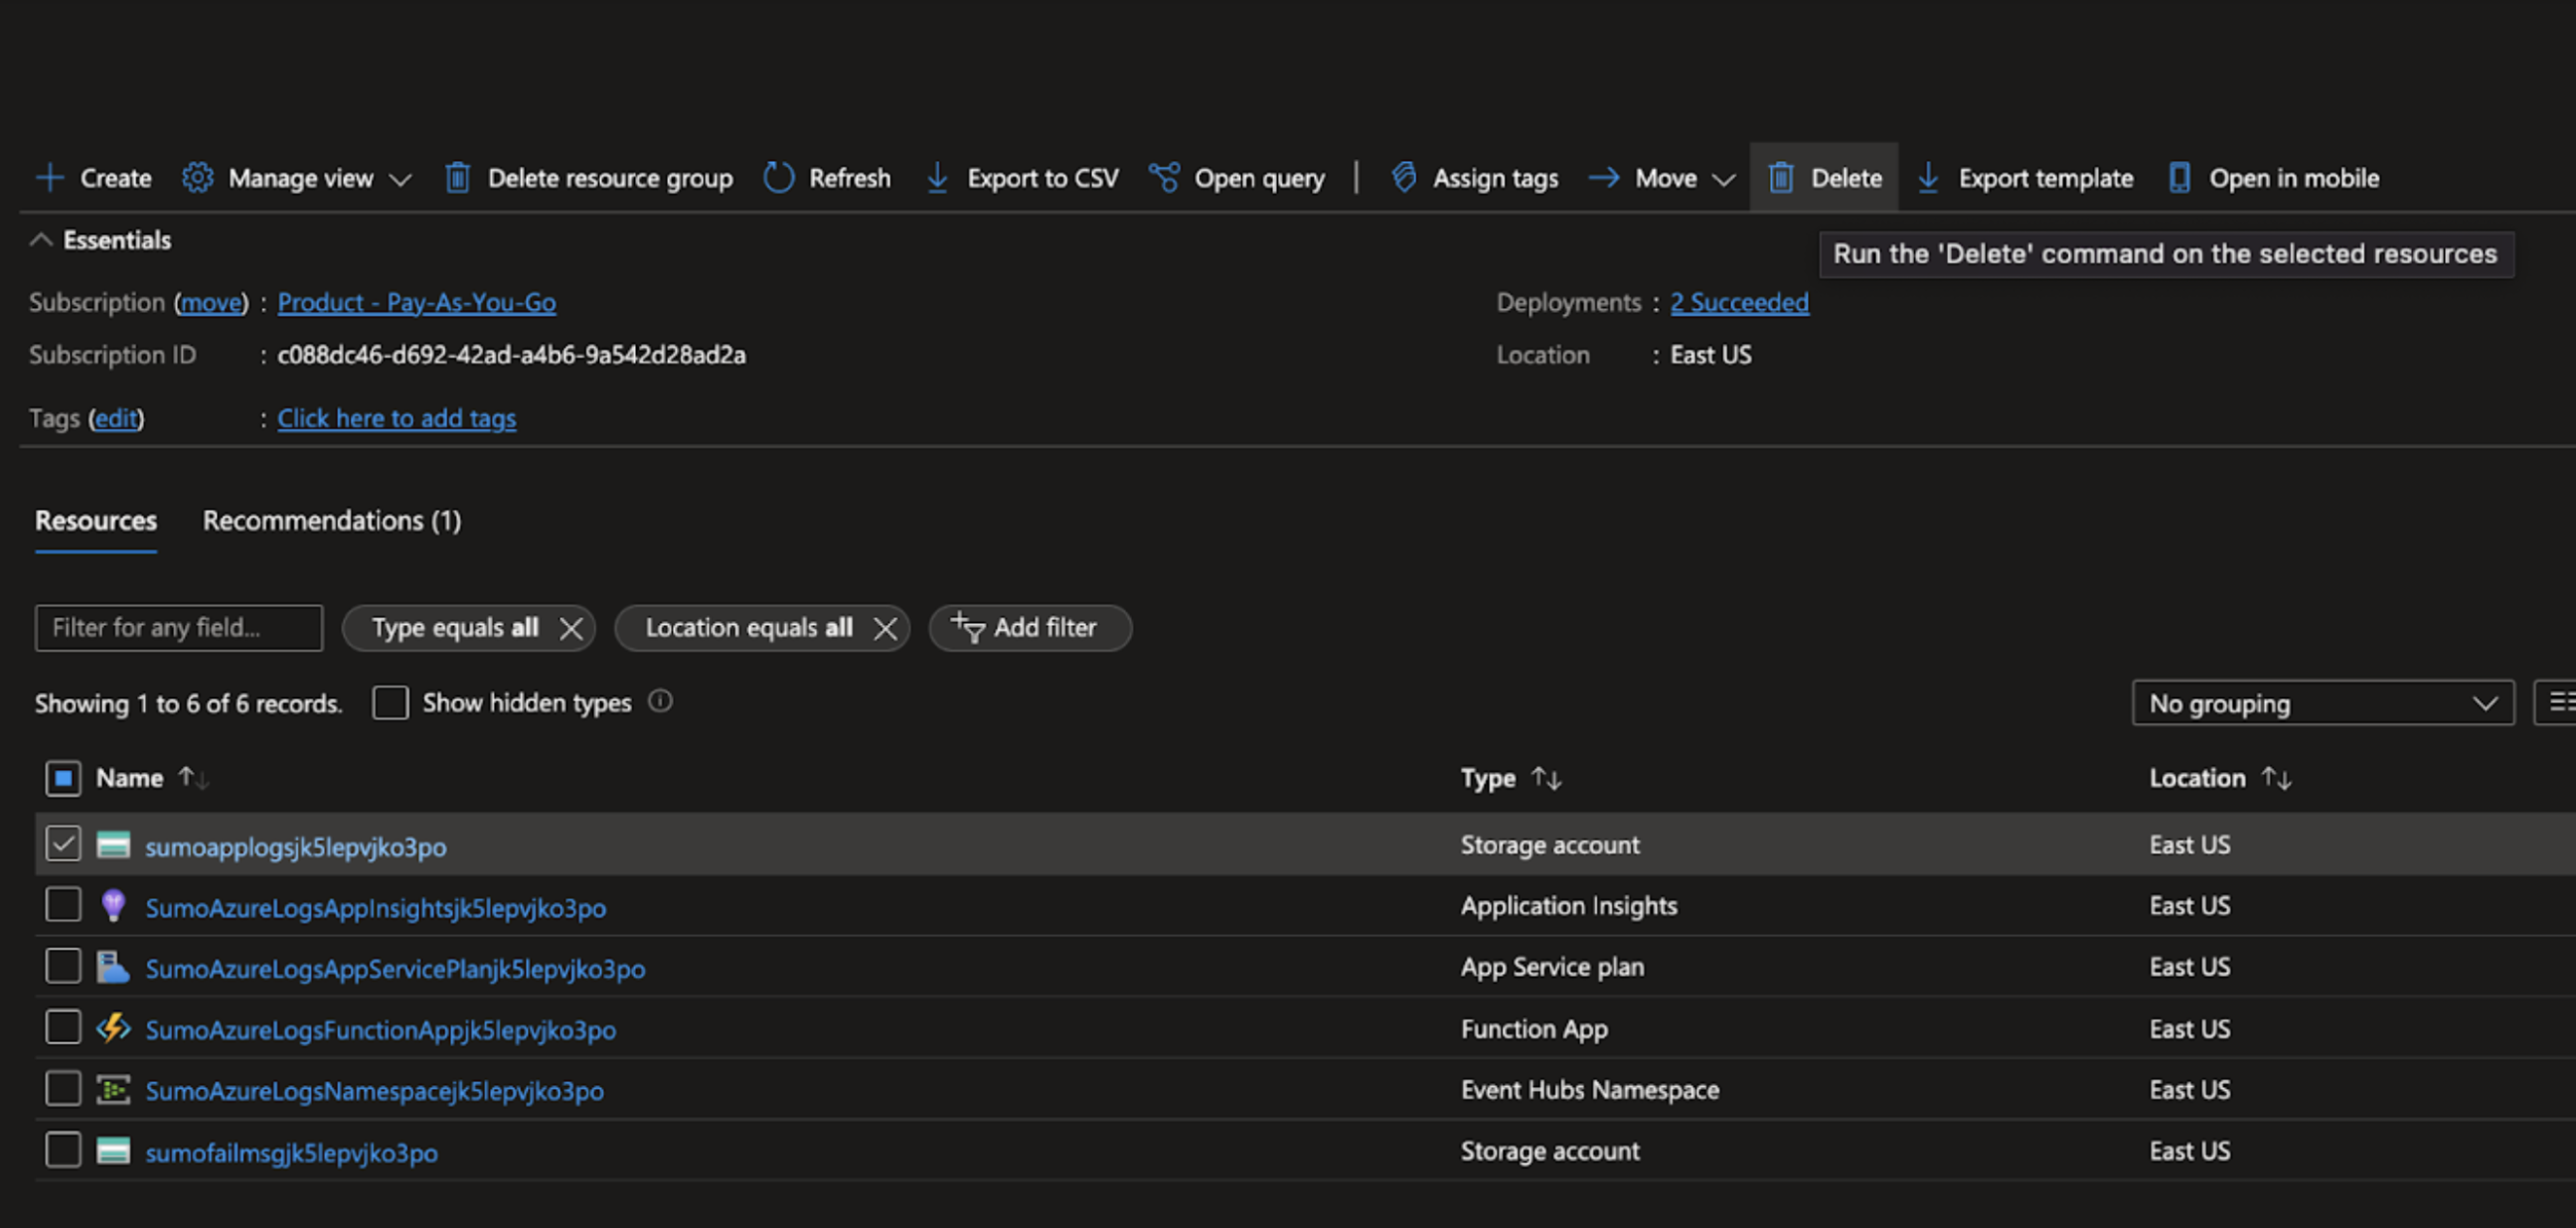 Create Manage view Delete resource group Refresh Export to CSV Open query Assign tags Move Delete Export template Open in mobile
Essentials
Run the 'Delete' command on the selected resources
Subscription (move) : Product - Pay-As-You-Go
Deployments : 2 Succeeded
Subscription ID : c088dc46-d692-42ad-a4b6-9a542d28ad2a
Location : East US
Tags (edit) : Click here to add tags
Resources Recommendations (1)
Filter for any field... Type equals all Location equals all Add filter
Showing 1 to 6 of 6 records. Show hidden types No grouping
Name Type Location
sumoapplogsjk5lepvjko3po Storage account East US
SumoAzureLogsAppInsightsjk5lepvjko3po Application Insights East US
SumoAzureLogsAppServicePlanjk5lepvjko3po App Service plan East US
SumoAzureLogsFunctionAppjk5lepvjko3po Function App East US
SumoAzureLogsNamespacejk5lepvjko3po Event Hubs Namespace East US
sumofailmsgjk5lepvjko3po Storage account East US